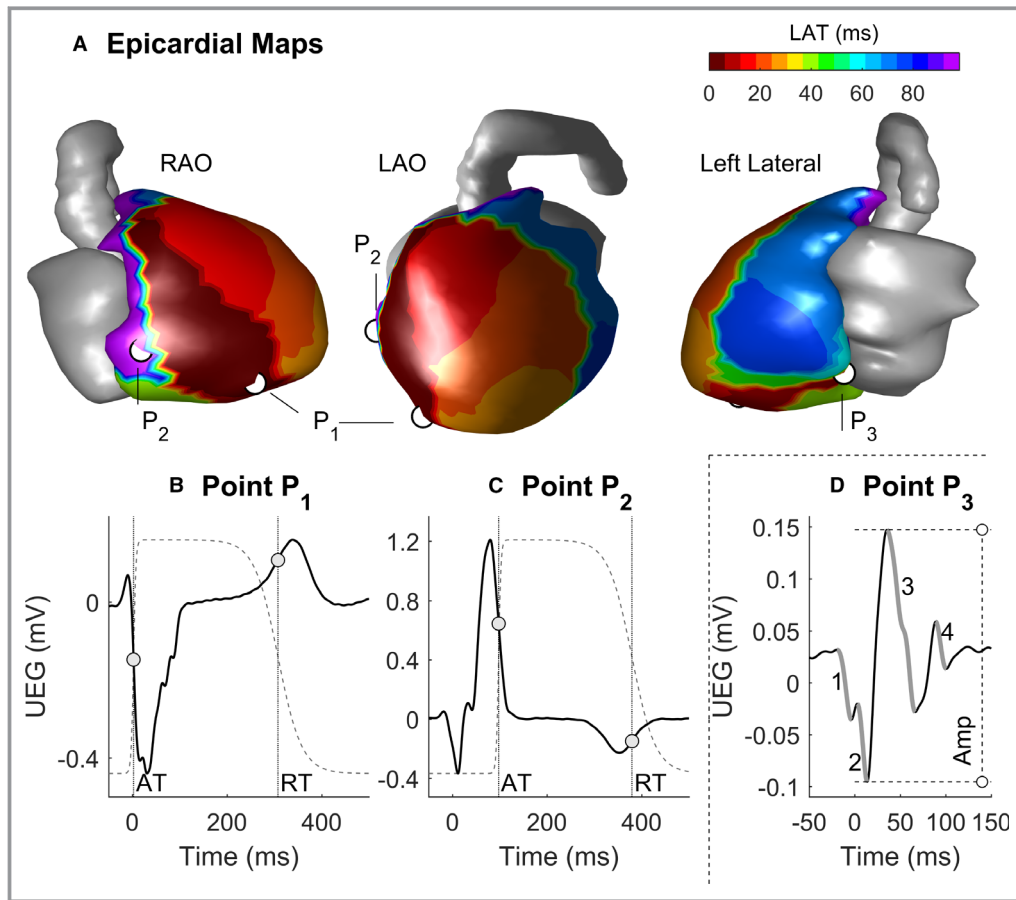 A Epicardial Maps
LAT (ms)
0 20 40 60 80
RAO
LAO
Left Lateral
P2
P2
P1
P3
B Point P1
C Point P2
D Point P3
UEG (mV)
0
-0.4
AT
RT
0 200 400
Time (ms)
1.2
0.8
0.4
0
-0.4
AT
RT
0 200 400
Time (ms)
UEG (mV)
0.15
0.1
0.05
0
-0.05
-0.1
1
2
3
4
Amp
-50 0 50 100 150
Time (ms)